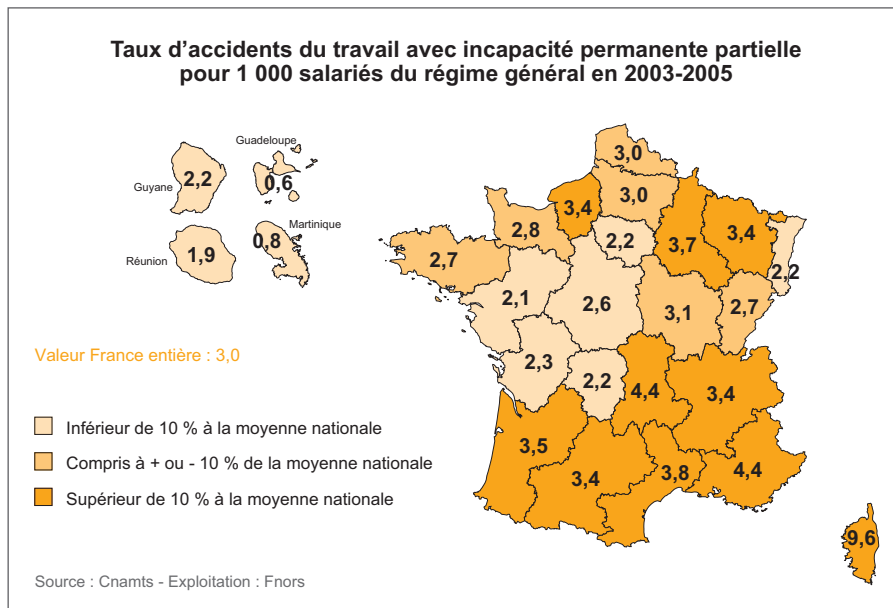 Taux d'accidents du travail avec incapacité permanente partielle
pour 1 000 salariés du régime général en 2003-2005
Guadeloupe
Guyane
2,2
0,6
Martinique
Réunion
1,9
0,8
3,0
3,0
3,4
2,8
2,2
3,7
3,4
2,2
2,7
2,1
2,6
3,1
2,7
2,3
2,2
4,4
3,4
3,5
3,4
3,8
4,4
9,6
Valeur France entière : 3,0
Inférieur de 10 % à la moyenne nationale
Compris à + ou - 10 % de la moyenne nationale
Supérieur de 10 % à la moyenne nationale
Source : Cnamts - Exploitation : Fnors